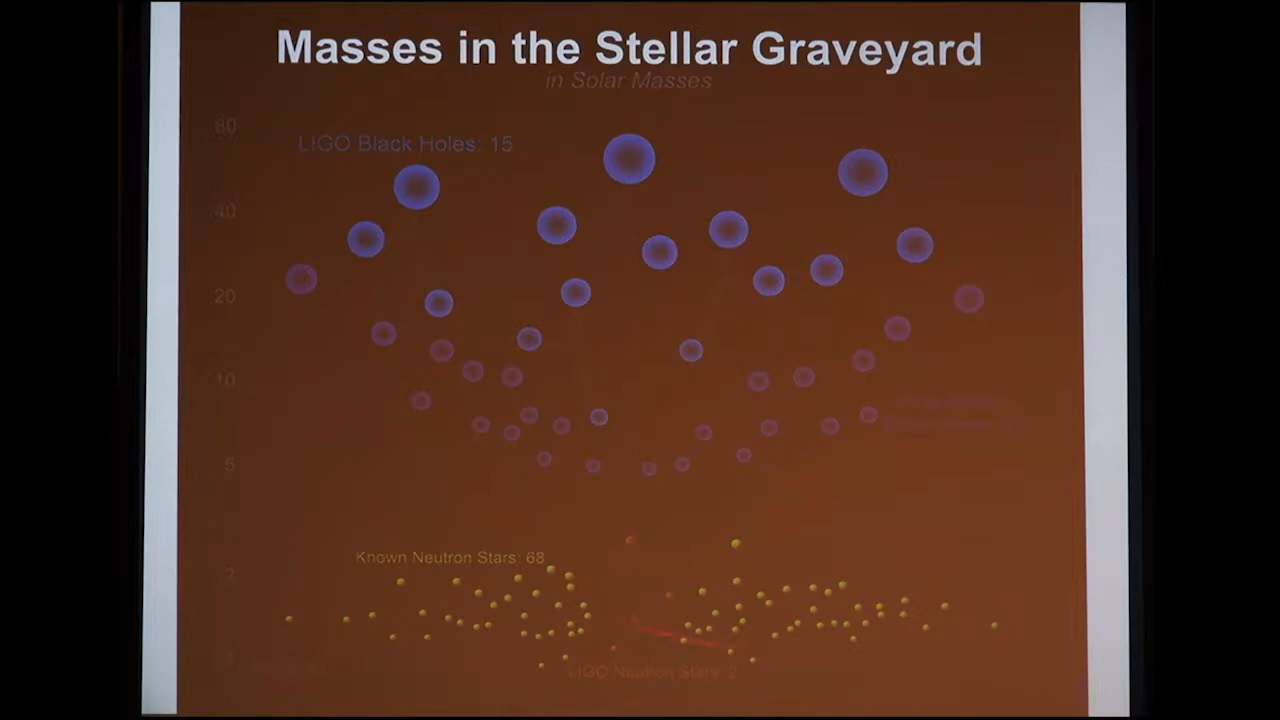 Masses in the Stellar Graveyard
in Solar Masses
80
LIGO Black Holes: 15
40
20
10
5
Known Neutron Stars: 68
2
LIGO Neutron Stars: 2